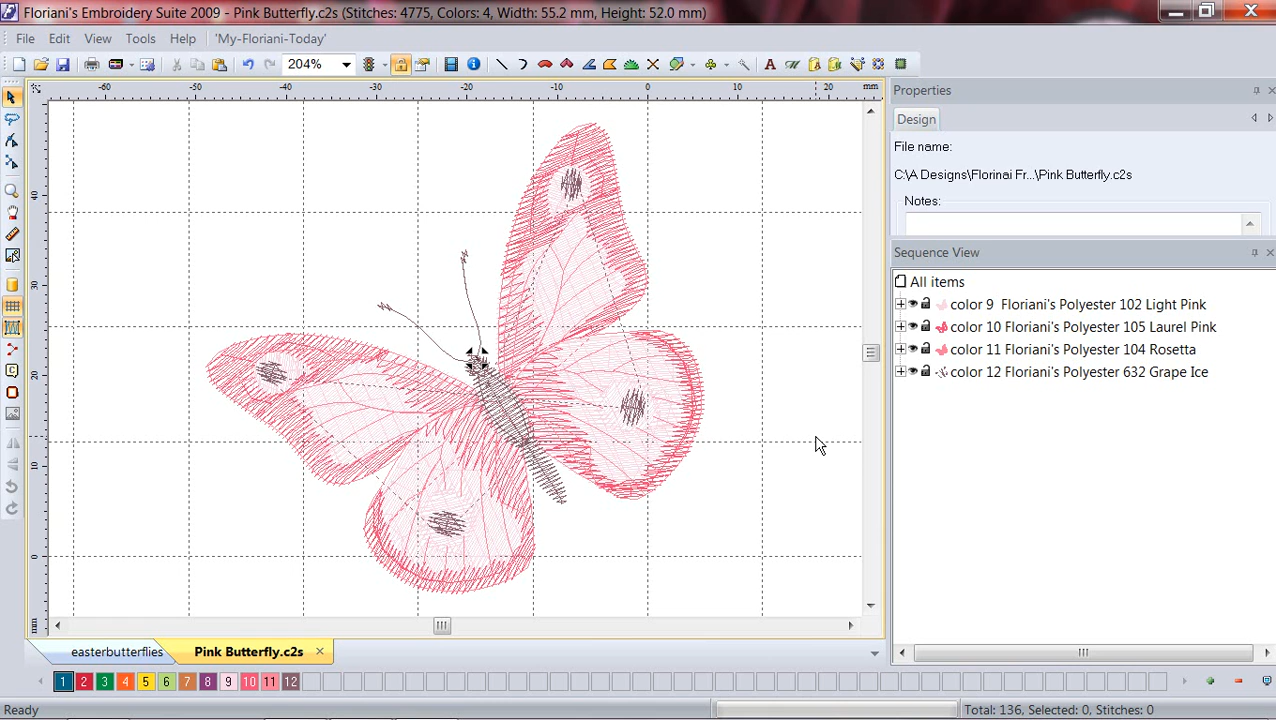 Floriani's Embroidery Suite 2009 - Pink Butterfly.c2s (Stitches: 4775, Colors: 4, Width: 55.2 mm, Height: 52.0 mm)
File Edit View Tools Help 'My-Floriani-Today'
204%
-60 -50 -40 -30 -20 -10 0 10 20 mm
40
30
20
10
0
mm
Properties
Design
File name:
C:\A Designs\Florinai Fr...\Pink Butterfly.c2s
Notes:
Sequence View
All items
color 9 Floriani's Polyester 102 Light Pink
color 10 Floriani's Polyester 105 Laurel Pink
color 11 Floriani's Polyester 104 Rosetta
color 12 Floriani's Polyester 632 Grape Ice
easterbutterflies Pink Butterfly.c2s
1 2 3 4 5 6 7 8 9 10 11 12
Ready Total: 136, Selected: 0, Stitches: 0